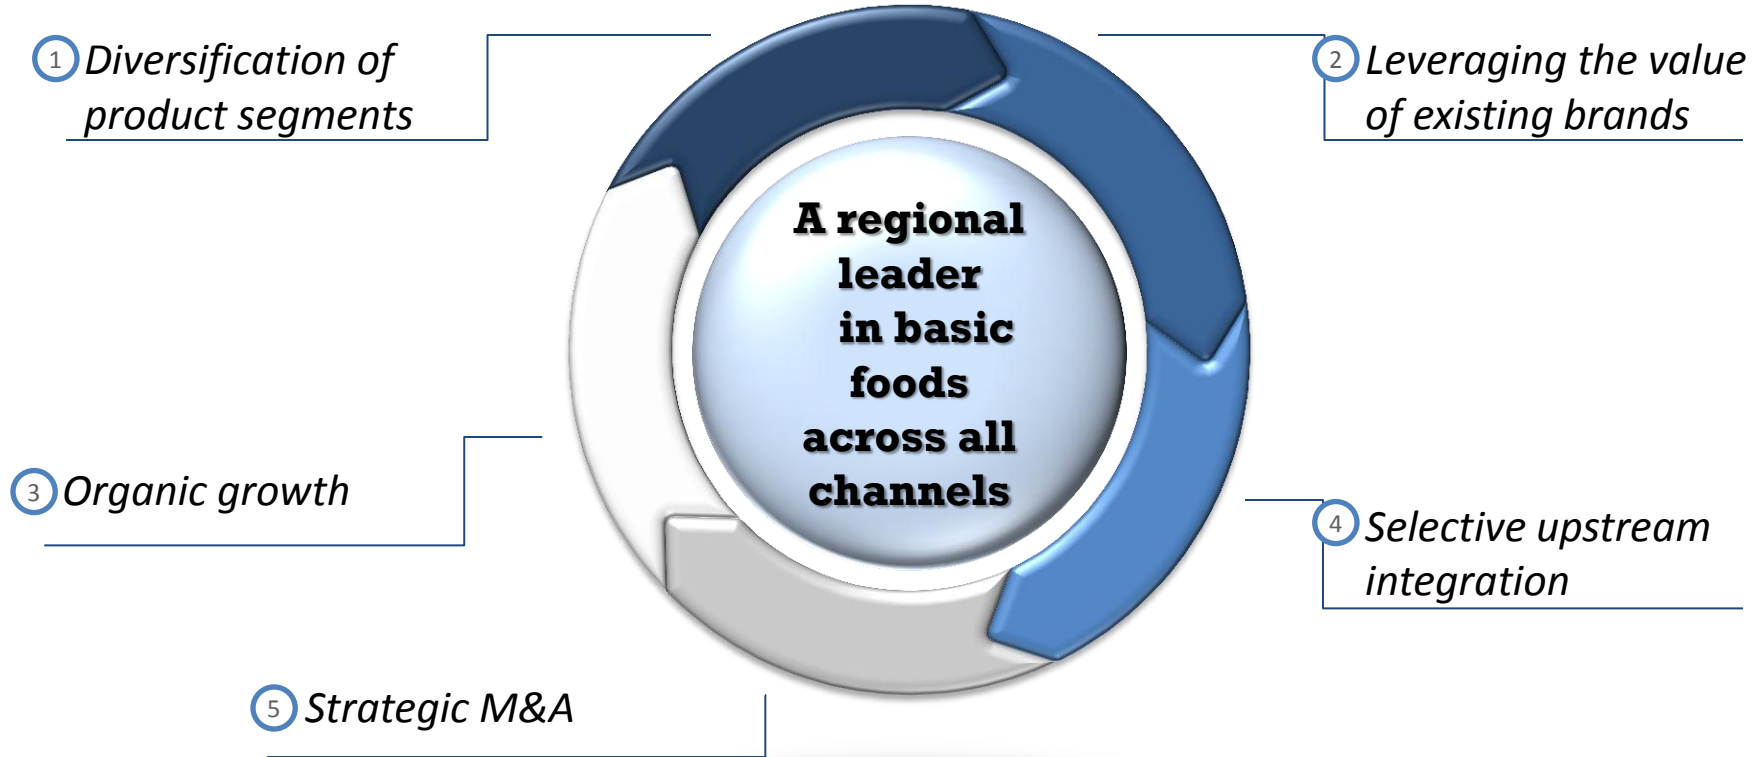 1 Diversification of
product segments
2 Leveraging the value
of existing brands
A regional
leader
in basic
foods
across all
channels
3 Organic growth
4 Selective upstream
integration
5 Strategic M&A